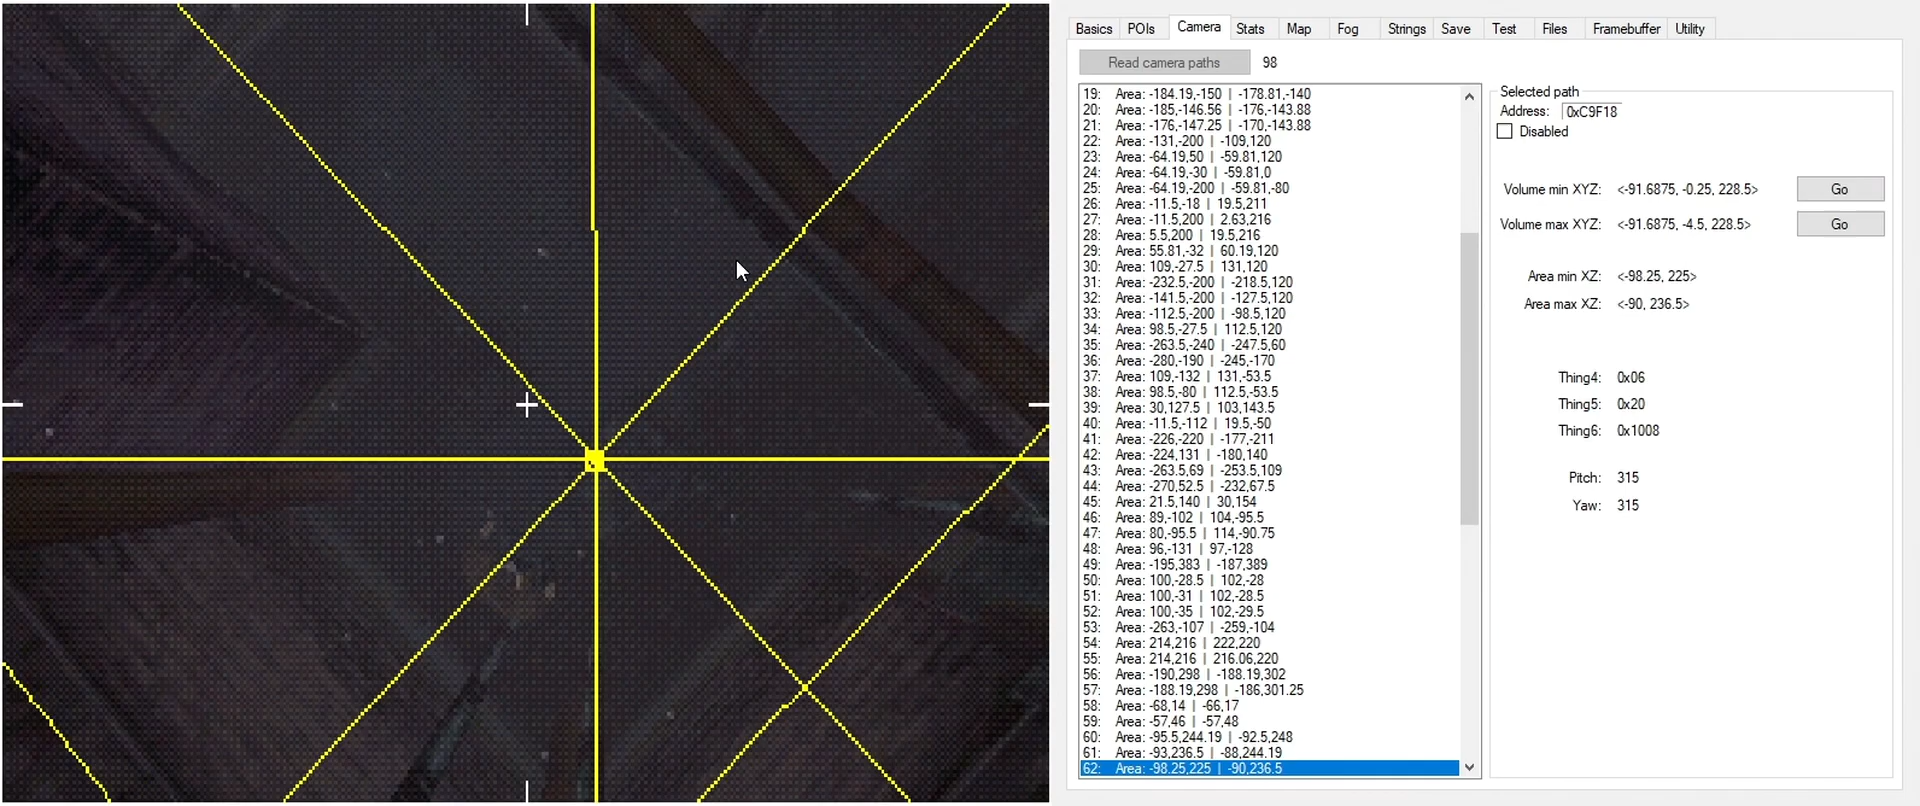 Basics POIs Camera Stats Map Fog Strings Save Test Files Framebuffer Utility
Read camera paths 98
19: Area: -184.19,-150 | -178.81,-140
20: Area: -185,-146.56 | -176,-143.88
21: Area: -176,-147.25 | -170,-143.88
22: Area: -131,-200 | -109,120
23: Area: -64.19,50 | -59.81,120
24: Area: -64.19,-30 | -59.81,0
25: Area: -64.19,-200 | -59.81,-80
26: Area: -11.5,-18 | 19.5,211
27: Area: -11.5,200 | 2.63,216
28: Area: 5.5,200 | 19.5,216
29: Area: 55.81,-32 | 60.19,120
30: Area: 109,-27.5 | 131,120
31: Area: -232.5,-200 | -218.5,120
32: Area: -141.5,-200 | -127.5,120
33: Area: -112.5,-200 | -98.5,120
34: Area: 98.5,-27.5 | 112.5,120
35: Area: -263.5,-240 | -247.5,60
36: Area: -280,-190 | -245,-170
37: Area: 109,-132 | 131,-53.5
38: Area: 98.5,-80 | 112.5,-53.5
39: Area: 30,127.5 | 103,143.5
40: Area: -11.5,-112 | 19.5,-50
41: Area: -226,-220 | -177,-211
42: Area: -224,131 | -180,140
43: Area: -263.5,69 | -253.5,109
44: Area: -270,52.5 | -232,67.5
45: Area: 21.5,140 | 30,154
46: Area: 89,-102 | 104,-95.5
47: Area: 80,-95.5 | 114,-90.75
48: Area: 96,-131 | 97,-128
49: Area: -195,383 | -187,389
50: Area: 100,-28.5 | 102,-28
51: Area: 100,-31 | 102,-28.5
52: Area: 100,-35 | 102,-29.5
53: Area: -263,-107 | -259,-104
54: Area: 214,216 | 222,220
55: Area: 214,216 | 216.06,220
56: Area: -190,298 | -188.19,302
57: Area: -188.19,298 | -186,301.25
58: Area: -68,14 | -66,17
59: Area: -57,46 | -57,48
60: Area: -95.5,244.19 | -92.5,248
61: Area: -93,236.5 | -88,244.19
62: Area: -98.25,225 | -90,236.5
Selected path
Address: 0xC9F18
Disabled
Volume min XYZ: <-91.6875, -0.25, 228.5> Go
Volume max XYZ: <-91.6875, -4.5, 228.5> Go
Area min XZ: <-98.25, 225>
Area max XZ: <-90, 236.5>
Thing4: 0x06
Thing5: 0x20
Thing6: 0x1008
Pitch: 315
Yaw: 315